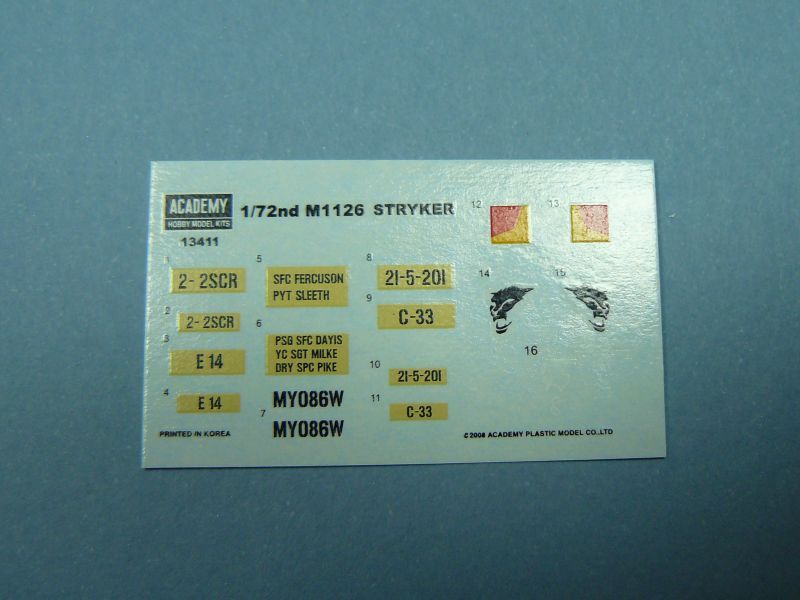 ACADEMY
HOBBY MODEL KITS
13411
1/72nd M1126 STRYKER
1
2-2SCR
2
2-2SCR
3
E 14
4
E 14
PRINTED IN KOREA
5
SFC FERCUSON
PYT SLEETH
6
PSG SFC DAYIS
YC SGT MILKE
DRY SPC PIKE
7
MY086W
MY086W
8
21-5-201
9
C-33
10
21-5-201
11
C-33
12
13
14
15
16
© 2008 ACADEMY PLASTIC MODEL CO.,LTD